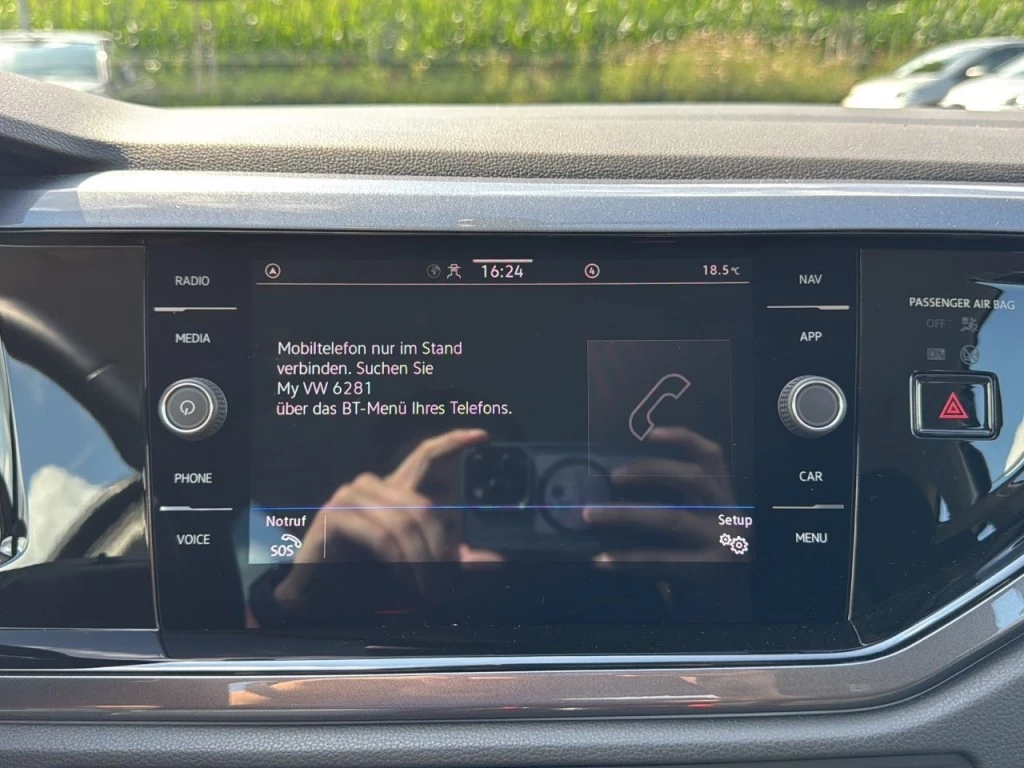 RADIO
MEDIA
PHONE
VOICE
16:24
4
18.5°C
Mobiltelefon nur im Stand
verbinden. Suchen Sie
My VW 6281
über das BT-Menü Ihres Telefons.
Notruf
SOS
Setup
NAV
APP
CAR
MENU
PASSENGER AIR BAG
OFF
ON